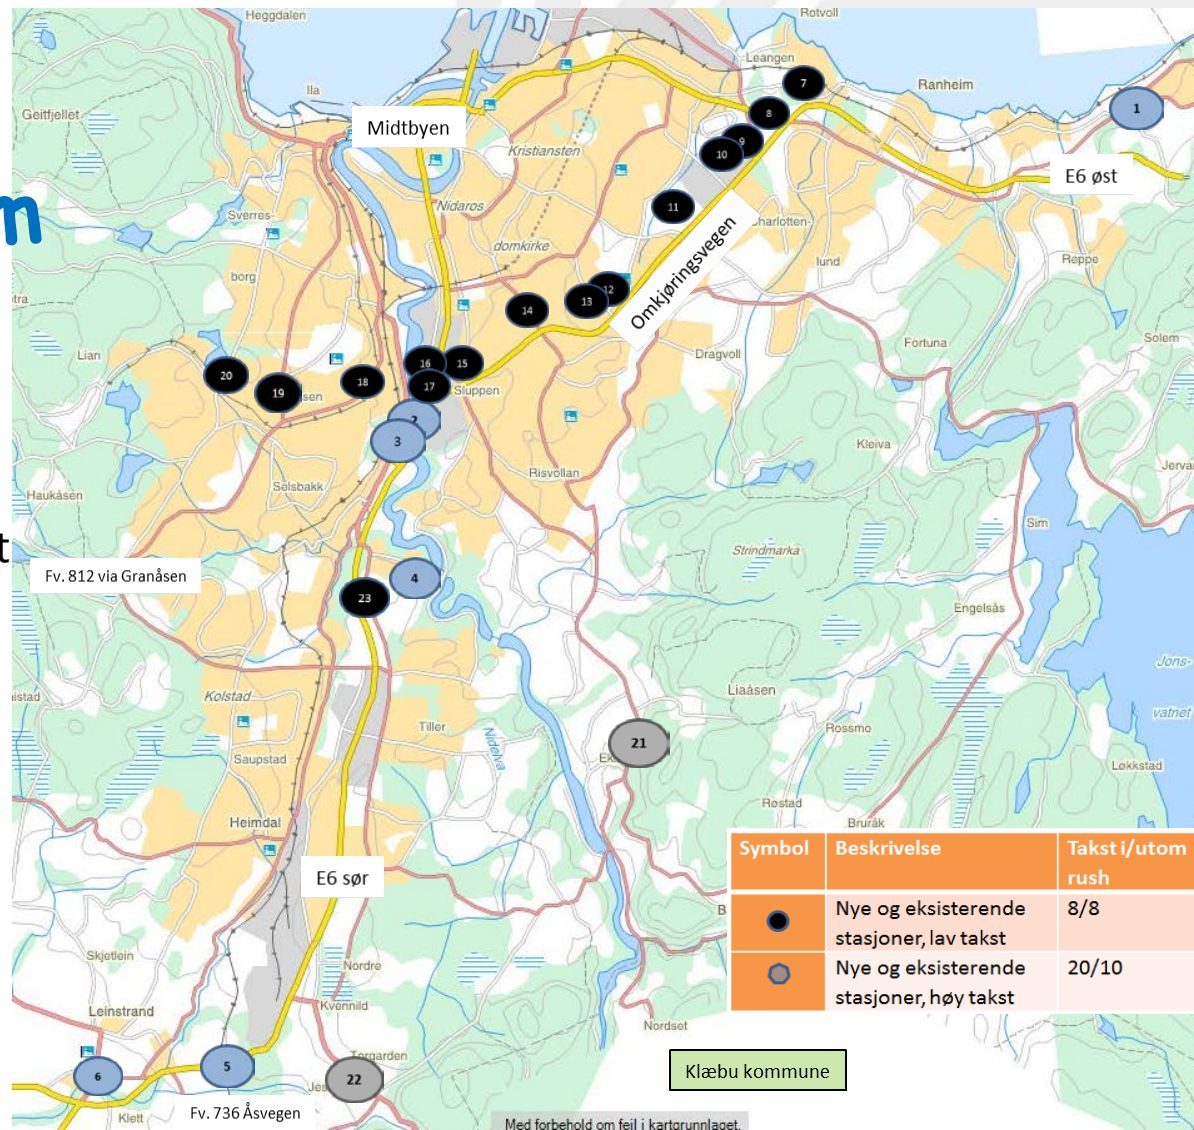 Heggdalen
Rotvoll
Leangen
Ranheim
Ila
Geitfjellet
7
8
1
Midtbyen
9
10
Kristiansten
E6 øst
Nidaros
11
m
Sverres-
borg
domkirke
Charlotten-
lund
Reppe
Omkjøringsvegen
12
13
14
Solem
Lian
Fortuna
Dragvoll
16
15
20
18
17
19
Sluppen
2
3
Kleiva
Risvollan
Selsbakk
Haukåsen
Sim
t
Strindmarka
Fv. 812 via Granåsen
4
23
Engelsås
Jons-
vatnet
Kolstad
Liaåsen
Tiller
Nidelva
Rossmo
21
Saupstad
Løkkstad
Røstad
Bruråk
Heimdal
Symbol Beskrivelse Takst i/utom
rush
Nye og eksisterende
stasjoner, lav takst
8/8
Nye og eksisterende
stasjoner, høy takst
20/10
E6 sør
Skjetlein
Nordre
Kvennild
Leinstrand
Nordset
Torgarden
5
6
22
Klæbu kommune
Fv. 736 Åsvegen
Klett
Med forbehold om feil i kartgrunnlaget.